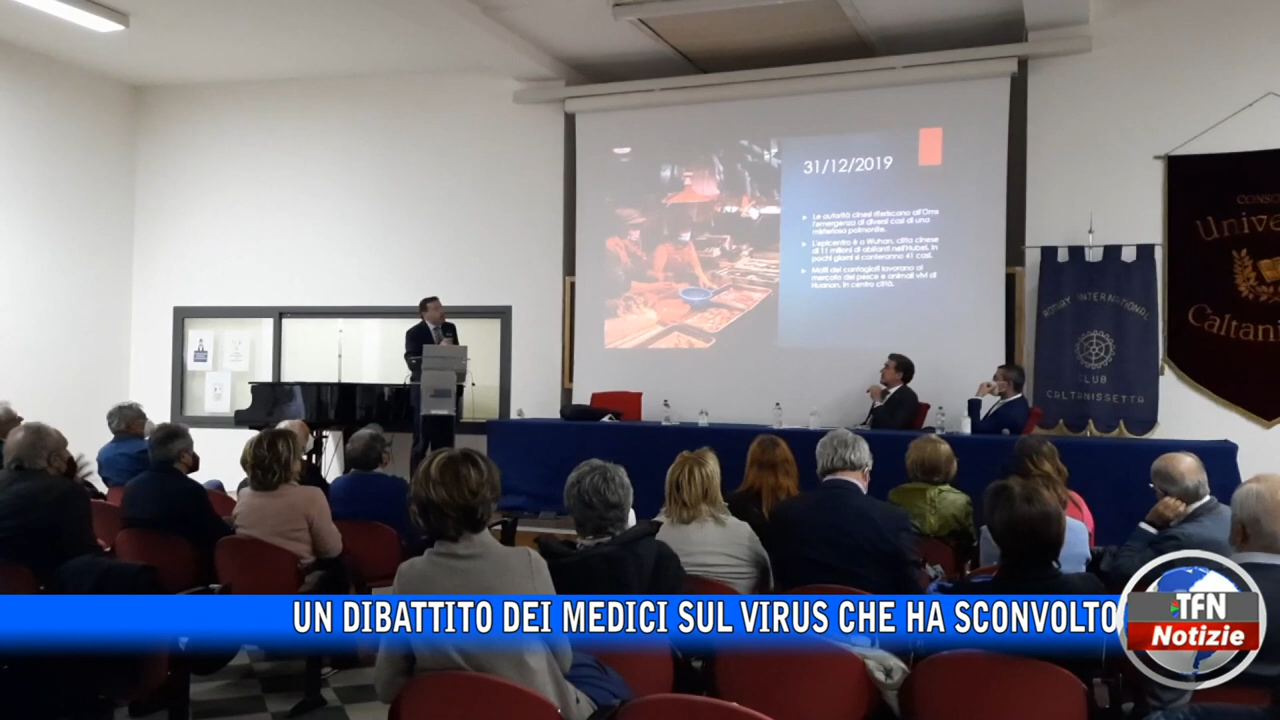 31/12/2019
Le autorità cinesi riferiscono all'Oms
l'emergenza di diversi casi di una
misteriosa polmonite.
L'epicentro è a Wuhan, città cinese
di 11 milioni di abitanti nell'Hubei. In
pochi giorni si conteranno 41 casi.
Molti dei contagiati lavorano al
mercato del pesce e animali vivi di
Huanan, in centro città.
ROTARY INTERNATIONAL
CLUB
CALTANISSETTA
CONSO
Unive
Caltani
UN DIBATTITO DEI MEDICI SUL VIRUS CHE HA SCONVOLTO
TFN
Notizie